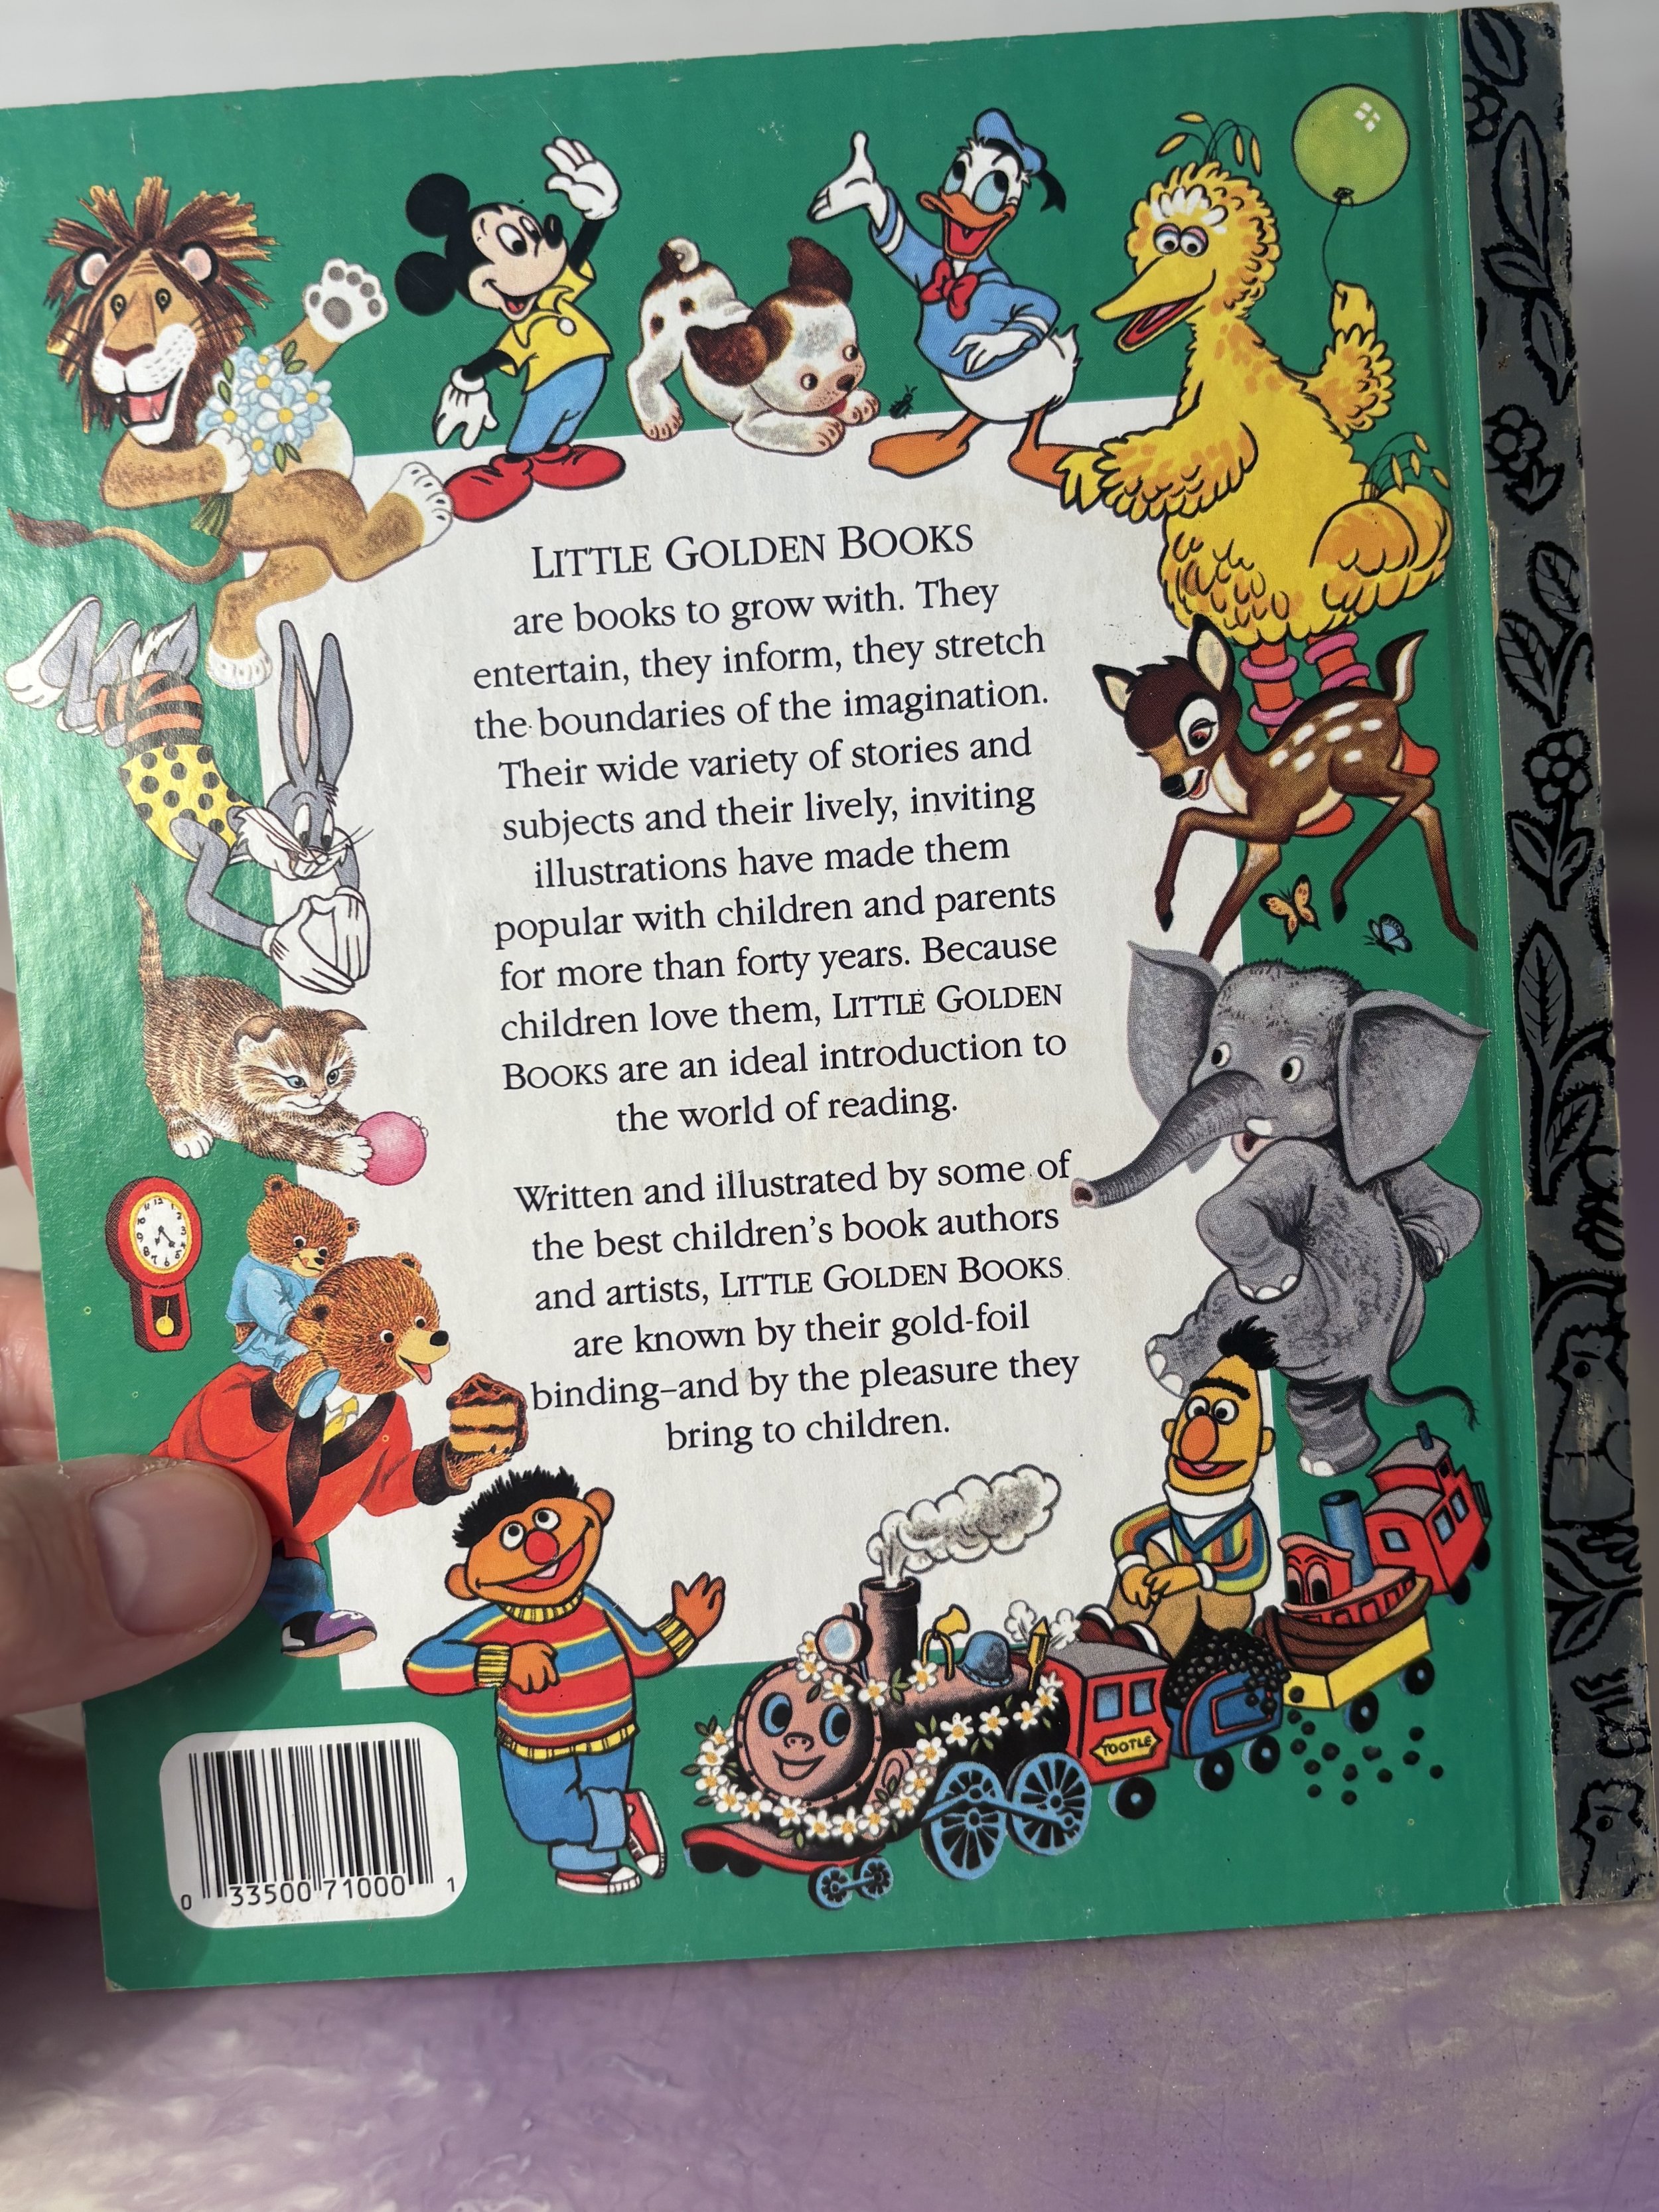 LITTLE GOLDEN BOOKS
are books to grow with. They
entertain, they inform, they stretch
the boundaries of the imagination.
Their wide variety of stories and
subjects and their lively, inviting
illustrations have made them
popular with children and parents
for more than forty years. Because
children love them, LITTLE GOLDEN
BOOKS are an ideal introduction to
the world of reading.
Written and illustrated by some of
the best children's book authors
and artists, LITTLE GOLDEN BOOKS
are known by their gold-foil
binding–and by the pleasure they
bring to children.
TOOTLE
0 33500 71000 1